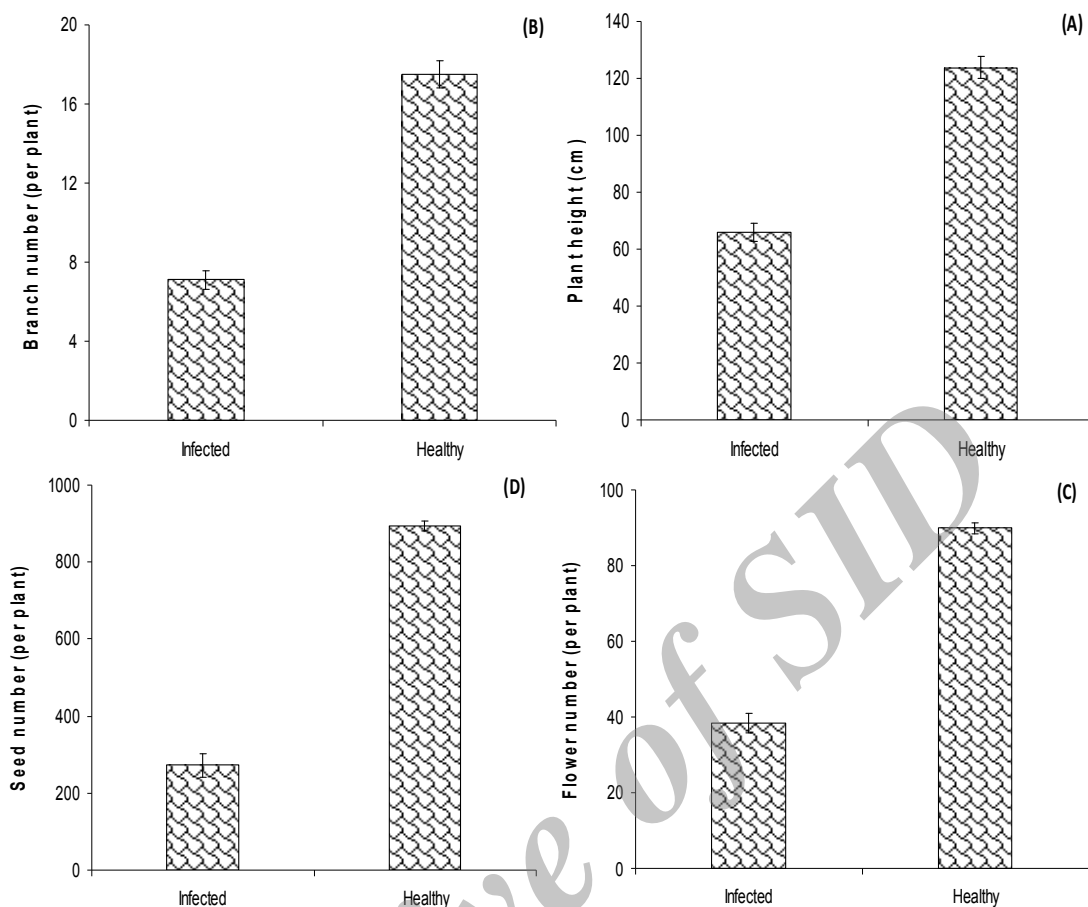 (B)
Branch number (per plant)
20
16
12
8
4
0
Infected Healthy
(A)
Plant height (cm)
140
120
100
80
60
40
20
0
Infected Healthy
(D)
Seed number (per plant)
1000
800
600
400
200
0
Infected Healthy
(C)
Flower number (per plant)
100
80
60
40
20
0
Infected Healthy
ve of SID